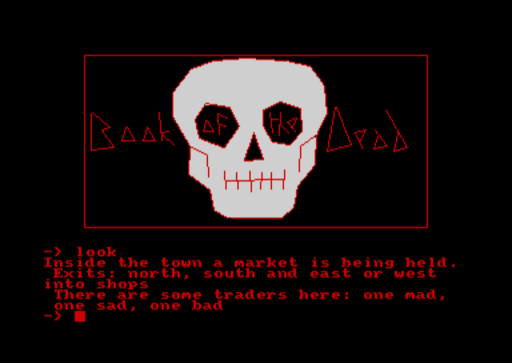 Book of the Dead
-> look
Inside the town a market is being held.
Exits: north, south and east or west
into shops
There are some traders here: one mad,
one sad, one bad
->